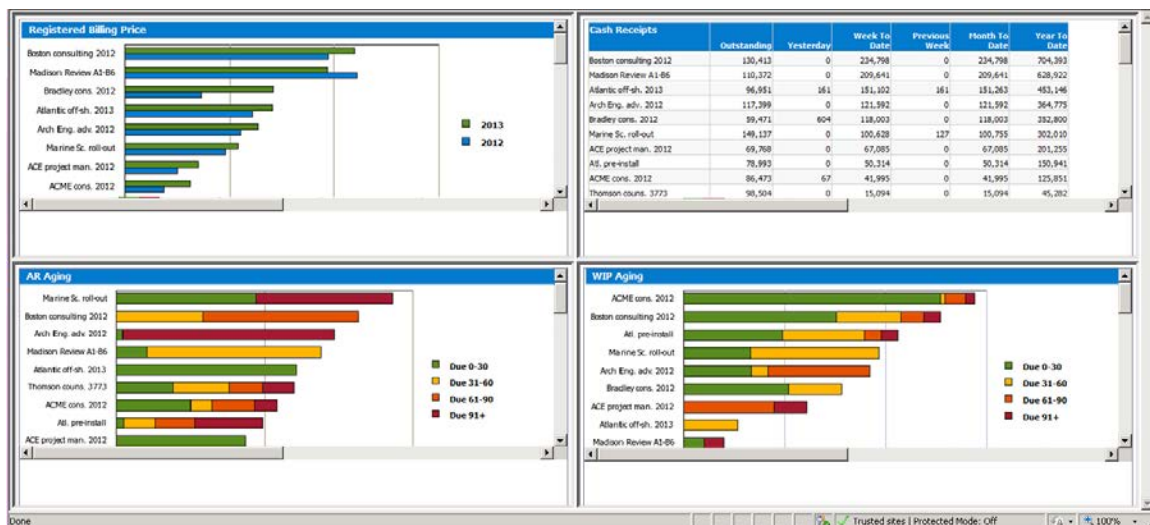 Registered Billing Price
Boston consulting 2012
Madison Review A1-B6
Bradley cons. 2012
Atlantic off-sh. 2013
Arch Eng. adv. 2012
Marine Sc. roll-out
ACE project man. 2012
ACME cons. 2012
2013
2012
Cash Receipts
Outstanding Yesterday Week To Date Previous Week Month To Date Year To Date
Boston consulting 2012 130,413 0 234,798 0 234,798 704,393
Madison Review A1-B6 110,372 0 209,641 0 209,641 628,922
Atlantic off-sh. 2013 96,951 161 151,102 161 151,263 453,146
Arch Eng. adv. 2012 117,399 0 121,592 0 121,592 364,775
Bradley cons. 2012 59,471 604 118,003 0 118,003 352,800
Marine Sc. roll-out 149,137 0 100,628 127 100,755 302,010
ACE project man. 2012 69,768 0 67,085 0 67,085 201,255
Atl. pre-install 78,993 0 50,314 0 50,314 150,941
ACME cons. 2012 86,473 67 41,995 0 41,995 125,851
Thomson couns. 3773 98,504 0 15,094 0 15,094 45,282
AR Aging
Marine Sc. roll-out
Boston consulting 2012
Arch Eng. adv. 2012
Madison Review A1-B6
Atlantic off-sh. 2013
Thomson couns. 3773
ACME cons. 2012
Atl. pre-install
ACE project man. 2012
Due 0-30
Due 31-60
Due 61-90
Due 91+
WIP Aging
ACME cons. 2012
Boston consulting 2012
Atl. pre-install
Marine Sc. roll-out
Arch Eng. adv. 2012
Bradley cons. 2012
ACE project man. 2012
Atlantic off-sh. 2013
Madison Review A1-B6
Due 0-30
Due 31-60
Due 61-90
Due 91+
Done
Trusted sites | Protected Mode: Off
100%